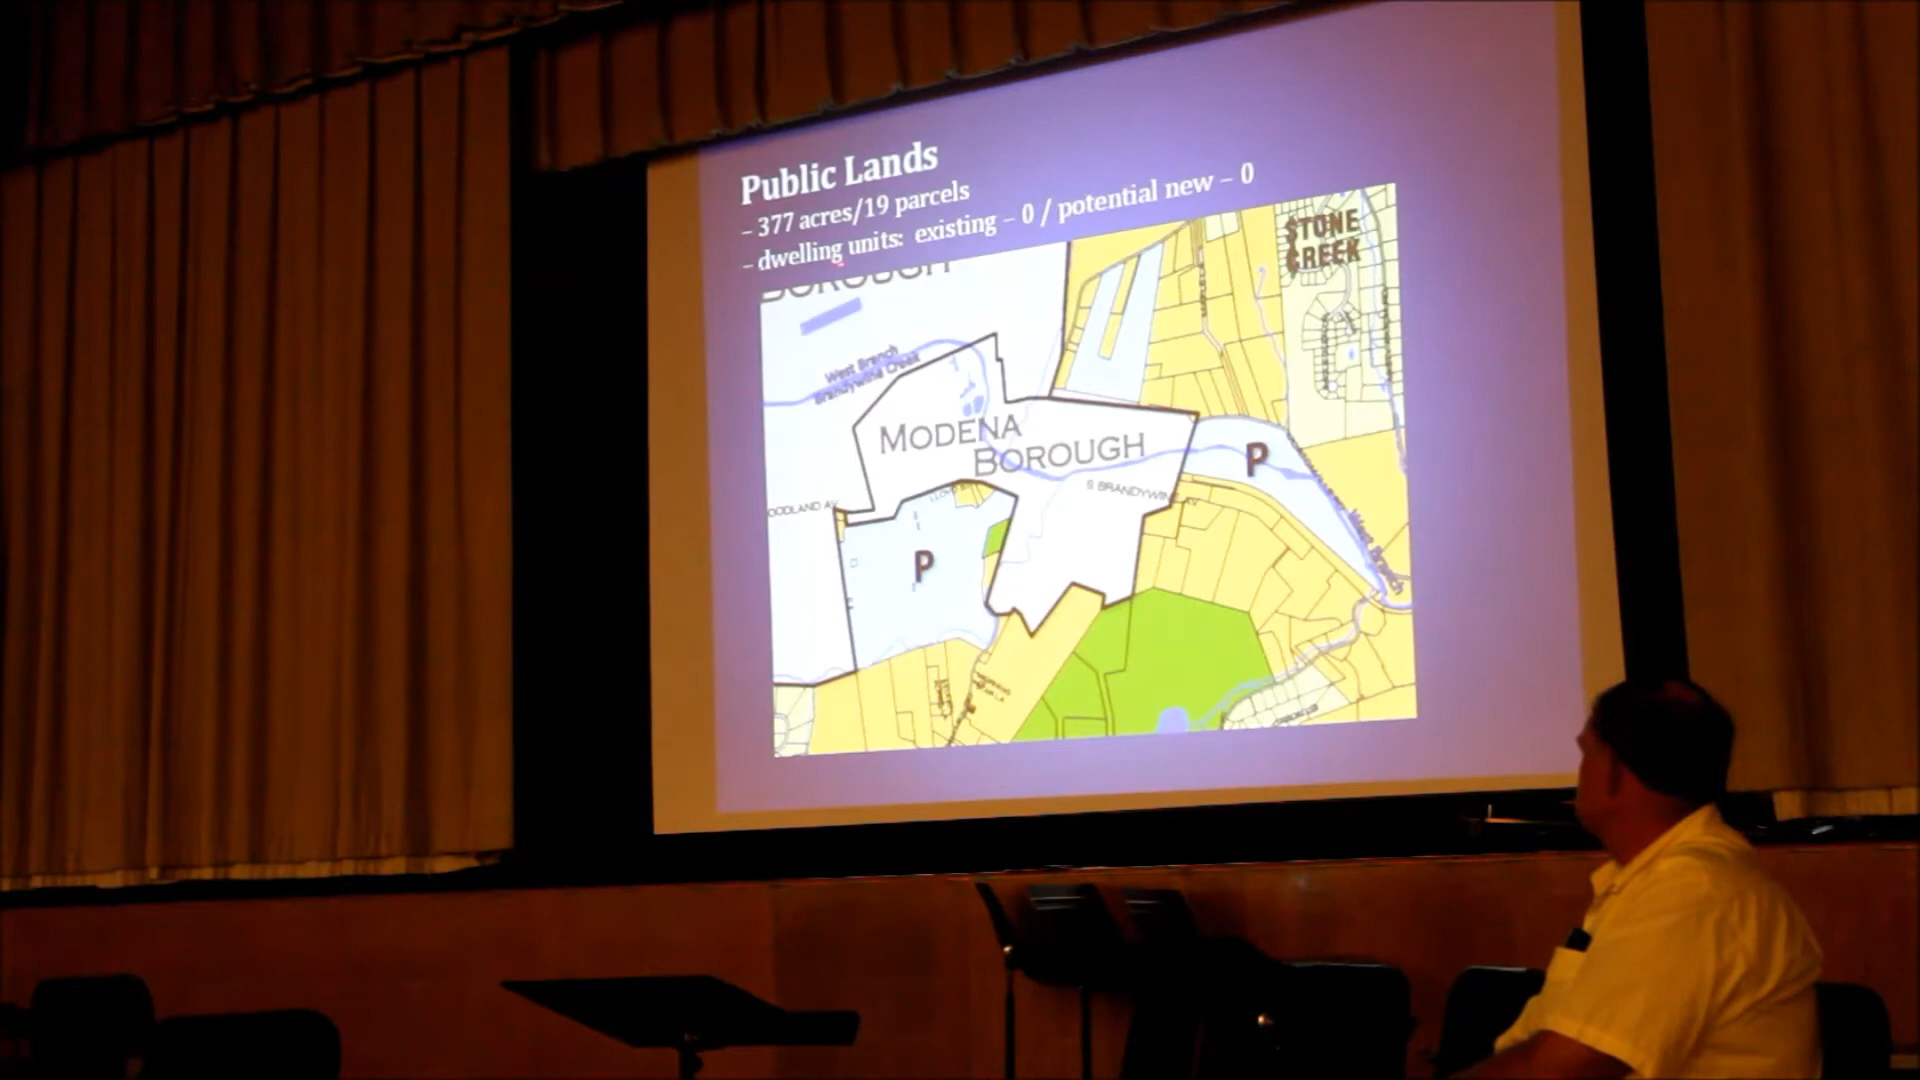 Public Lands
– 377 acres/19 parcels
– dwelling units: existing – 0 / potential new – 0
BOROUGH
STONE
CREEK
West Branch
Brandywine Creek
MODENA
BOROUGH
P
S BRANDYWINE AV
OODLAND AV
P